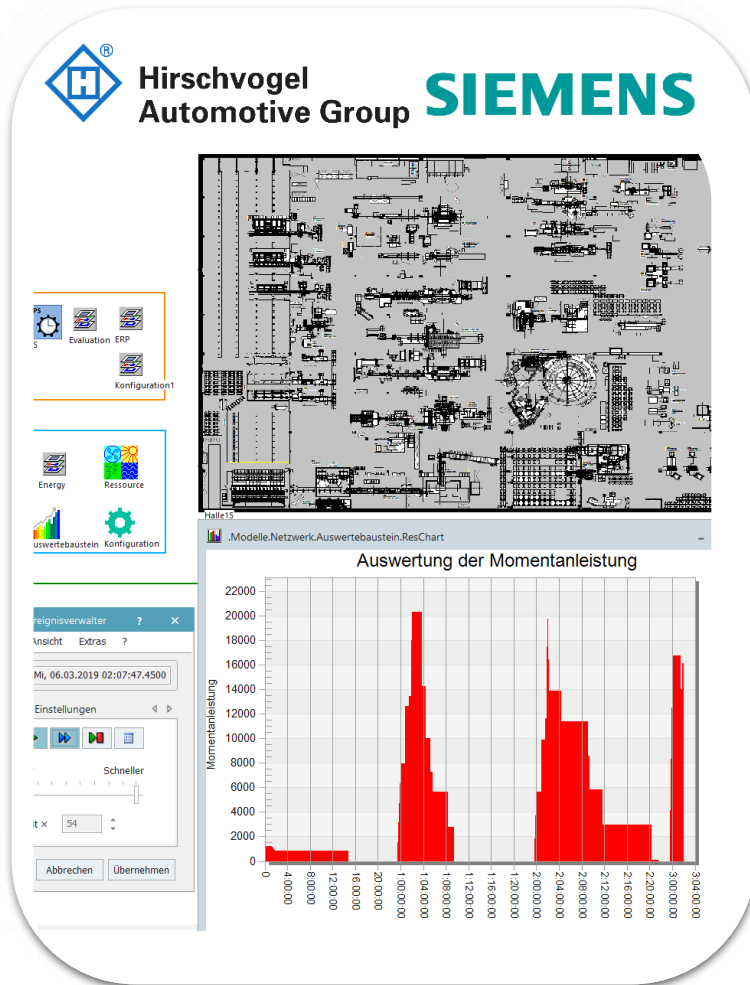 H
®
Hirschvogel
Automotive Group
SIEMENS
PS
S
Evaluation
ERP
Konfiguration1
Energy
Ressource
uswertebaustein
Konfiguration
Halle15
.Modelle.Netzwerk.Auswertebaustein.ResChart
Auswertung der Momentanleistung
Momentanleistung
22000
20000
18000
16000
14000
12000
10000
8000
6000
4000
2000
0
0
4:00:00
8:00:00
12:00:00
16:00:00
20:00:00
1:00:00:00
1:04:00:00
1:08:00:00
1:12:00:00
1:16:00:00
1:20:00:00
2:00:00:00
2:04:00:00
2:08:00:00
2:12:00:00
2:16:00:00
2:20:00:00
3:00:00:00
3:04:00:00
reignisverwalter ? ×
Ansicht Extras ?
Mi, 06.03.2019 02:07:47.4500
Einstellungen
Schneller
it × 54
Abbrechen
Übernehmen